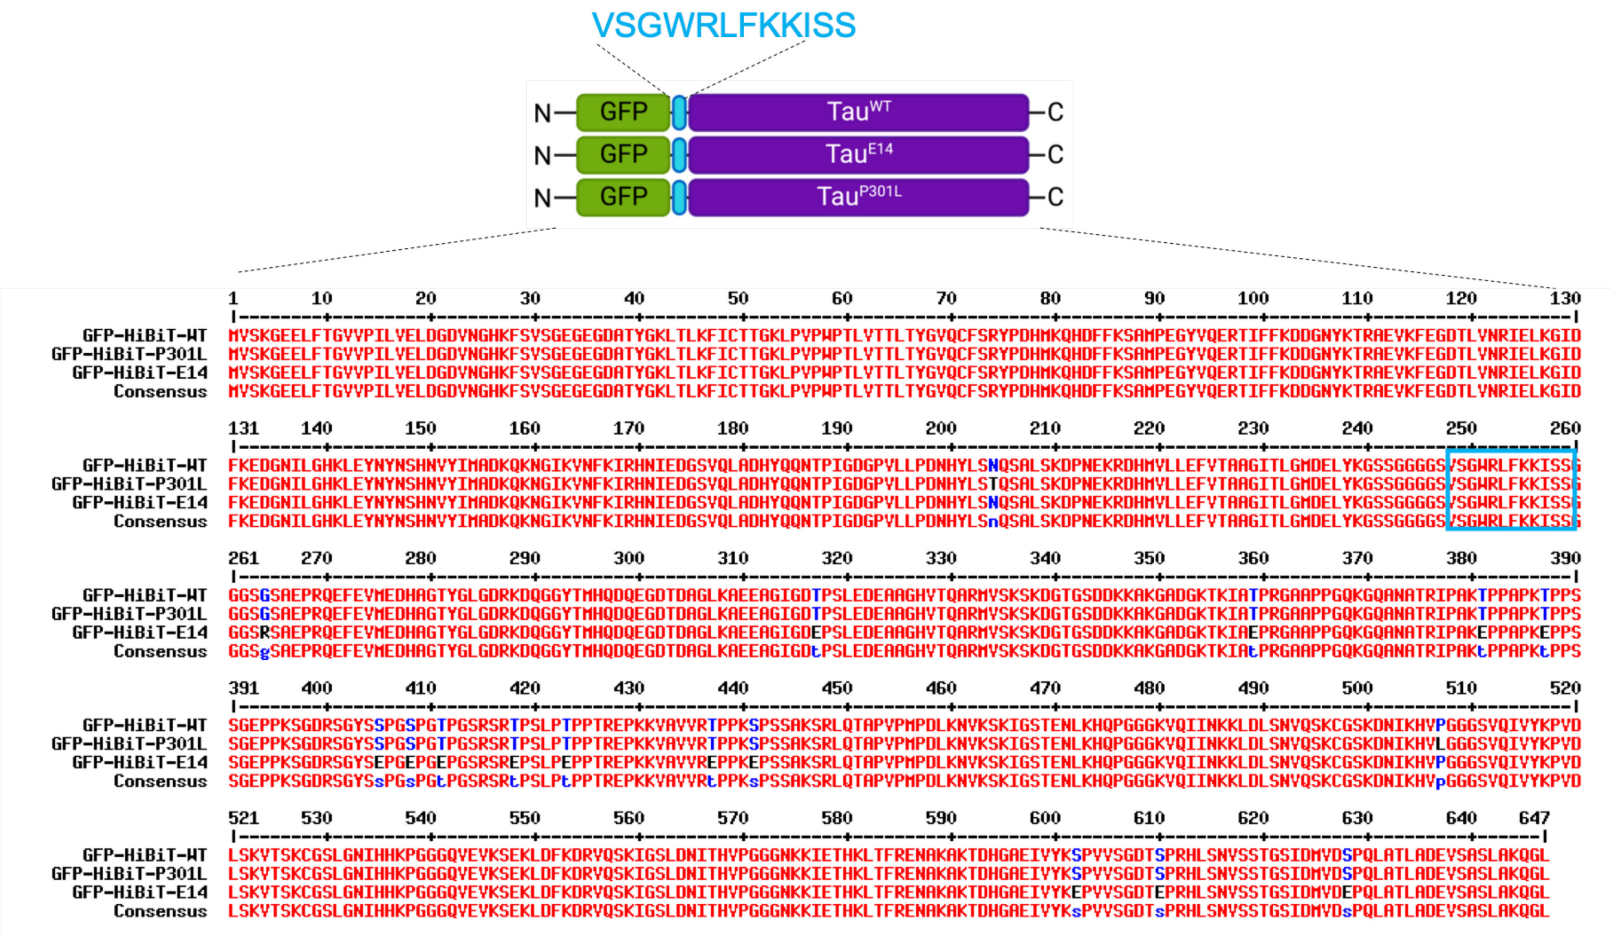 VSGWRLFKKISS
N GFP Tau^WT C
N GFP Tau^E14 C
N GFP Tau^P301L C
1 10 20 30 40 50 60 70 80 90 100 110 120 130
|--------+---------+---------+---------+---------+---------+---------+---------+---------+---------+---------+---------+---------|
GFP-HiBiT-WT MVSKGEELFTGVVPILVELDGDVNGHKFSVSGEGEGDATYGKLTLKFICTTGKLPVPWPTLVTTLTYGVQCFSRYPDHMKQHDFFKSAMPEGYVQERTIFFKDDGNYKTRAEVKFEGDTLVNRIELKGID
GFP-HiBiT-P301L MVSKGEELFTGVVPILVELDGDVNGHKFSVSGEGEGDATYGKLTLKFICTTGKLPVPWPTLVTTLTYGVQCFSRYPDHMKQHDFFKSAMPEGYVQERTIFFKDDGNYKTRAEVKFEGDTLVNRIELKGID
GFP-HiBiT-E14 MVSKGEELFTGVVPILVELDGDVNGHKFSVSGEGEGDATYGKLTLKFICTTGKLPVPWPTLVTTLTYGVQCFSRYPDHMKQHDFFKSAMPEGYVQERTIFFKDDGNYKTRAEVKFEGDTLVNRIELKGID
Consensus MVSKGEELFTGVVPILVELDGDVNGHKFSVSGEGEGDATYGKLTLKFICTTGKLPVPWPTLVTTLTYGVQCFSRYPDHMKQHDFFKSAMPEGYVQERTIFFKDDGNYKTRAEVKFEGDTLVNRIELKGID
131 140 150 160 170 180 190 200 210 220 230 240 250 260
|--------+---------+---------+---------+---------+---------+---------+---------+---------+---------+---------+---------+---------|
GFP-HiBiT-WT FKEDGNILGHKLEYNYNSHNVYIMADKQKNGIKVNFKIRHNIEDGSVQLADHYQQNTPIGDGPVLLPDNHYLSNQSALSKDPNEKRDHMVLLEFVTAAGITLGMDELYKGSSGGGGSVSGWRLFKKISSG
GFP-HiBiT-P301L FKEDGNILGHKLEYNYNSHNVYIMADKQKNGIKVNFKIRHNIEDGSVQLADHYQQNTPIGDGPVLLPDNHYLSTQSALSKDPNEKRDHMVLLEFVTAAGITLGMDELYKGSSGGGGSVSGWRLFKKISSG
GFP-HiBiT-E14 FKEDGNILGHKLEYNYNSHNVYIMADKQKNGIKVNFKIRHNIEDGSVQLADHYQQNTPIGDGPVLLPDNHYLSNQSALSKDPNEKRDHMVLLEFVTAAGITLGMDELYKGSSGGGGSVSGWRLFKKISSG
Consensus FKEDGNILGHKLEYNYNSHNVYIMADKQKNGIKVNFKIRHNIEDGSVQLADHYQQNTPIGDGPVLLPDNHYLSnQSALSKDPNEKRDHMVLLEFVTAAGITLGMDELYKGSSGGGGSVSGWRLFKKISSG
261 270 280 290 300 310 320 330 340 350 360 370 380 390
|--------+---------+---------+---------+---------+---------+---------+---------+---------+---------+---------+---------+---------|
GFP-HiBiT-WT GGSGSAEPRQEFEVMEDHAGTYGLGDRKDQGGYTMHQDQEGDTDAGLKAEEAGIGDTPSLEDEAAGHVTQARMVSKSKDGTGSDDKKAKGADGKTKIATPRGAAPPGQKGQANATRIPAKTPPAPKTPPS
GFP-HiBiT-P301L GGSGSAEPRQEFEVMEDHAGTYGLGDRKDQGGYTMHQDQEGDTDAGLKAEEAGIGDTPSLEDEAAGHVTQARMVSKSKDGTGSDDKKAKGADGKTKIATPRGAAPPGQKGQANATRIPAKTPPAPKTPPS
GFP-HiBiT-E14 GGSRSAEPRQEFEVMEDHAGTYGLGDRKDQGGYTMHQDQEGDTDAGLKAEEAGIGDEPSLEDEAAGHVTQARMVSKSKDGTGSDDKKAKGADGKTKIAEPRGAAPPGQKGQANATRIPAKEPPAPKEPPS
Consensus GGSgSAEPRQEFEVMEDHAGTYGLGDRKDQGGYTMHQDQEGDTDAGLKAEEAGIGDtPSLEDEAAGHVTQARMVSKSKDGTGSDDKKAKGADGKTKIAtPRGAAPPGQKGQANATRIPAKtPPAPKtPPS
391 400 410 420 430 440 450 460 470 480 490 500 510 520
|--------+---------+---------+---------+---------+---------+---------+---------+---------+---------+---------+---------+---------|
GFP-HiBiT-WT SGEPPKSGDRSGYSSPGSPGTPGSRSRTPSLPTPPTREPKKVAVVRTPPKSPSSAKSRLQTAPVPMPDLKNVKSKIGSTENLKHQPGGGKVQIINKKLDLSNVQSKCGSKDNIKHVPGGGSVQIVYKPVD
GFP-HiBiT-P301L SGEPPKSGDRSGYSSPGSPGTPGSRSRTPSLPTPPTREPKKVAVVRTPPKSPSSAKSRLQTAPVPMPDLKNVKSKIGSTENLKHQPGGGKVQIINKKLDLSNVQSKCGSKDNIKHVLGGGSVQIVYKPVD
GFP-HiBiT-E14 SGEPPKSGDRSGYSEPGEPGEPGSRSREPSLPEPPTREPKKVAVVREPPKEPSSAKSRLQTAPVPMPDLKNVKSKIGSTENLKHQPGGGKVQIINKKLDLSNVQSKCGSKDNIKHVPGGGSVQIVYKPVD
Consensus SGEPPKSGDRSGYSsPGsPGtPGSRSRtPSLPtPPTREPKKVAVVRtPPKsPSSAKSRLQTAPVPMPDLKNVKSKIGSTENLKHQPGGGKVQIINKKLDLSNVQSKCGSKDNIKHVpGGGSVQIVYKPVD
521 530 540 550 560 570 580 590 600 610 620 630 640 647
|--------+---------+---------+---------+---------+---------+---------+---------+---------+---------+---------+---------+------|
GFP-HiBiT-WT LSKVTSKCGSLGNIHHKPGGGQVEVKSEKLDFKDRVQSKIGSLDNITHVPGGGNKKIETHKLTFRENAKAKTDHGAEIVYKSPVVSGDTSPRHLSNVSSTGSIDMVDSPQLATLADEVSASLAKQGL
GFP-HiBiT-P301L LSKVTSKCGSLGNIHHKPGGGQVEVKSEKLDFKDRVQSKIGSLDNITHVPGGGNKKIETHKLTFRENAKAKTDHGAEIVYKSPVVSGDTSPRHLSNVSSTGSIDMVDSPQLATLADEVSASLAKQGL
GFP-HiBiT-E14 LSKVTSKCGSLGNIHHKPGGGQVEVKSEKLDFKDRVQSKIGSLDNITHVPGGGNKKIETHKLTFRENAKAKTDHGAEIVYKEPVVSGDTEPRHLSNVSSTGSIDMVDEPQLATLADEVSASLAKQGL
Consensus LSKVTSKCGSLGNIHHKPGGGQVEVKSEKLDFKDRVQSKIGSLDNITHVPGGGNKKIETHKLTFRENAKAKTDHGAEIVYKsPVVSGDTsPRHLSNVSSTGSIDMVDsPQLATLADEVSASLAKQGL